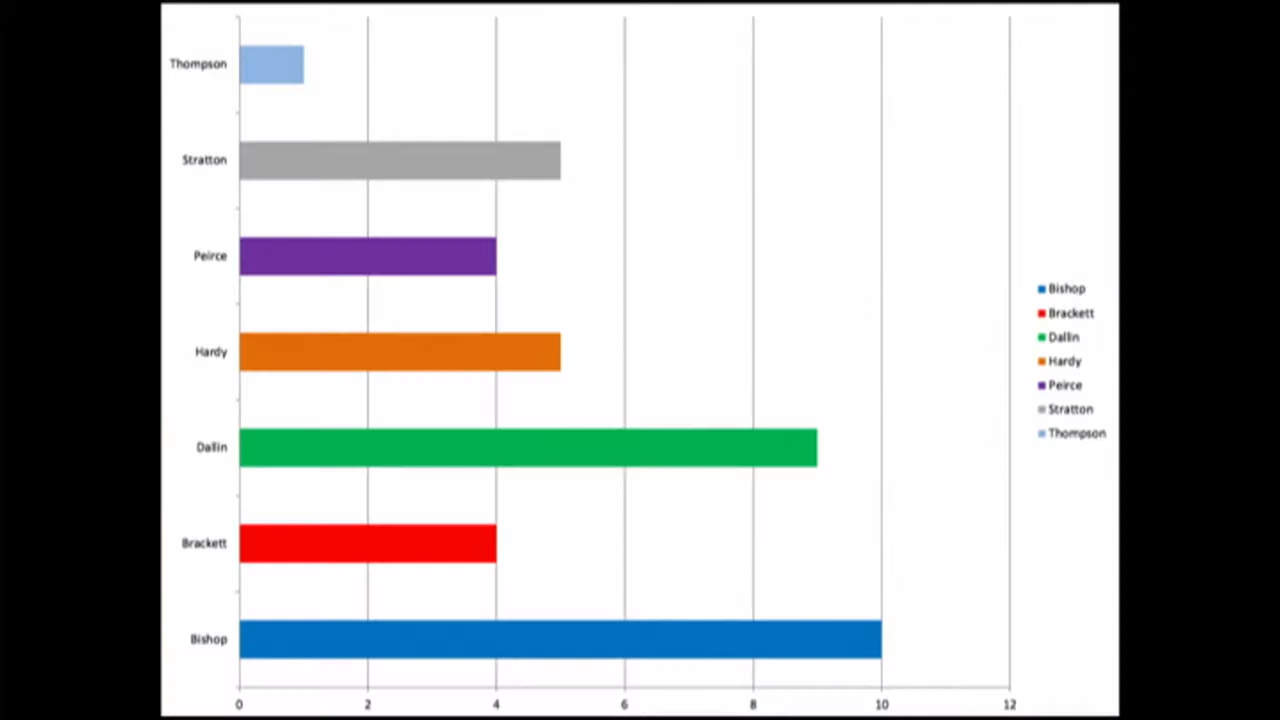 Thompson
Stratton
Peirce
Hardy
Dallin
Brackett
Bishop
0 2 4 6 8 10 12
Bishop
Brackett
Dallin
Hardy
Peirce
Stratton
Thompson